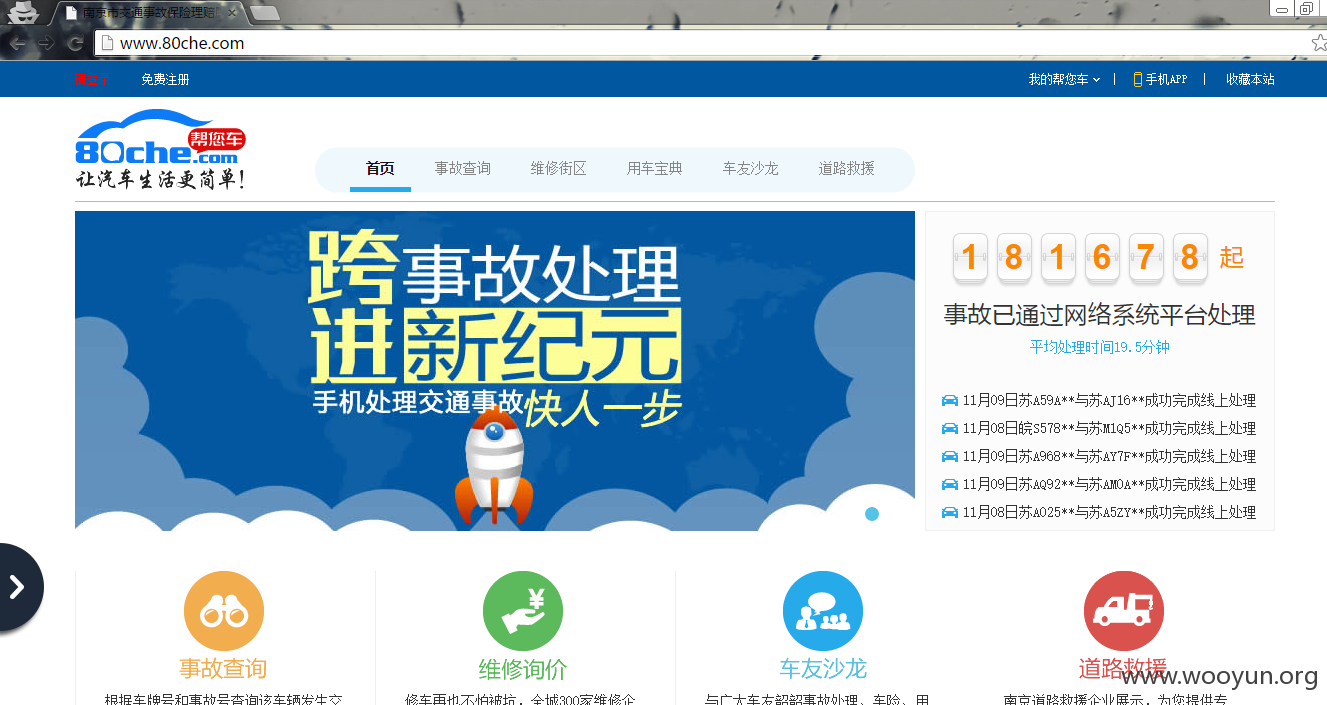 南京市交通事故保险理赔
www.80che.com
免费注册
我的帮您车
手机APP
收藏本站
80che.com 帮您车
让汽车生活更简单!
首页 事故查询 维修街区 用车宝典 车友沙龙 道路救援
跨事故处理
进新纪元
手机处理交通事故快人一步
181678起
事故已通过网络系统平台处理
平均处理时间19.5分钟
11月09日苏A59A**与苏AJ16**成功完成线上处理
11月08日皖S578**与苏M1Q5**成功完成线上处理
11月09日苏A968**与苏AY7F**成功完成线上处理
11月09日苏AQ92**与苏AM0A**成功完成线上处理
11月08日苏A025**与苏A5ZY**成功完成线上处理
事故查询
维修询价
车友沙龙
道路救援
根据车牌号和事故号查询该车辆发生交
修车再也不怕被坑，全城300家维修企
与广大车友聊聊事故处理、车险、用
南京道路救援企业展示，为您提供专
www.wooyun.org